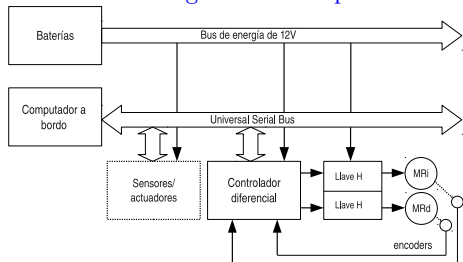 Baterías
Bus de energía de 12V
Computador a
bordo
Universal Serial Bus
Sensores/
actuadores
Controlador
diferencial
Llave H
Llave H
MRi
MRd
encoders